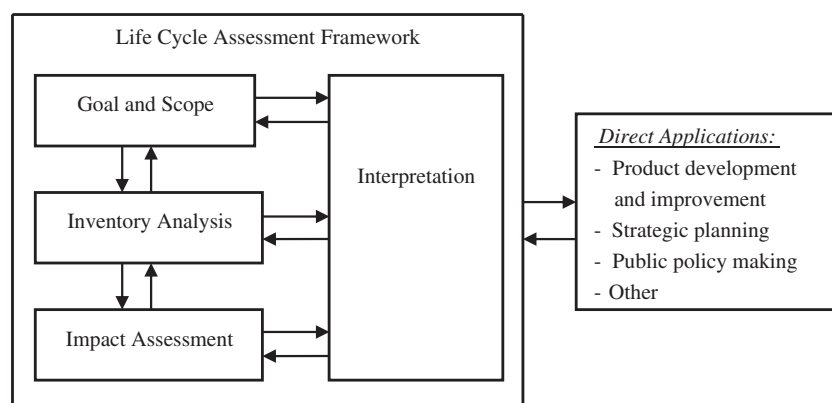 Life Cycle Assessment Framework
Goal and Scope
Inventory Analysis
Impact Assessment
Interpretation
Direct Applications:
- Product development
and improvement
- Strategic planning
- Public policy making
- Other